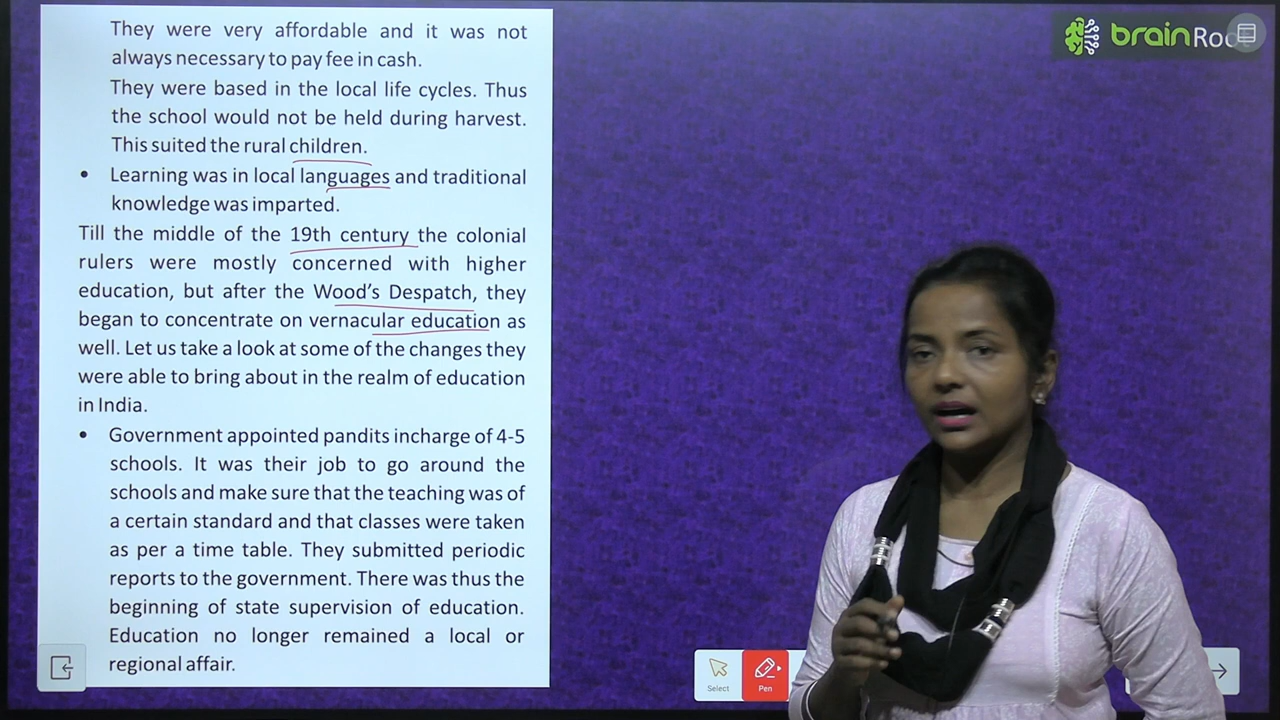 They were very affordable and it was not
always necessary to pay fee in cash.
They were based in the local life cycles. Thus
the school would not be held during harvest.
This suited the rural children.
• Learning was in local languages and traditional
knowledge was imparted.
Till the middle of the 19th century the colonial
rulers were mostly concerned with higher
education, but after the Wood's Despatch, they
began to concentrate on vernacular education as
well. Let us take a look at some of the changes they
were able to bring about in the realm of education
in India.
• Government appointed pandits incharge of 4-5
schools. It was their job to go around the
schools and make sure that the teaching was of
a certain standard and that classes were taken
as per a time table. They submitted periodic
reports to the government. There was thus the
beginning of state supervision of education.
Education no longer remained a local or
regional affair.
brain
Select
Pen